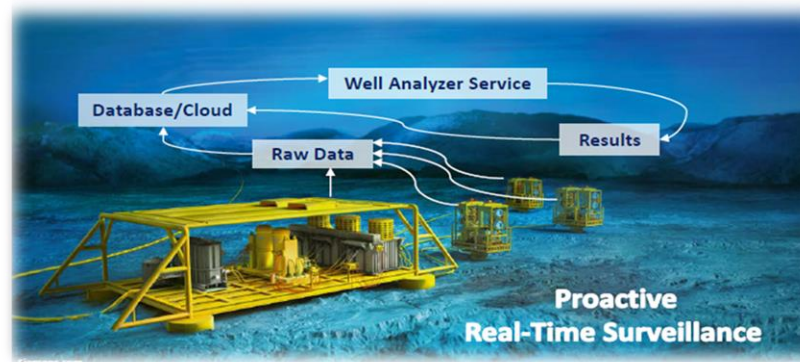 Well Analyzer Service
Database/Cloud
Results
Raw Data
Proactive
Real-Time Surveillance